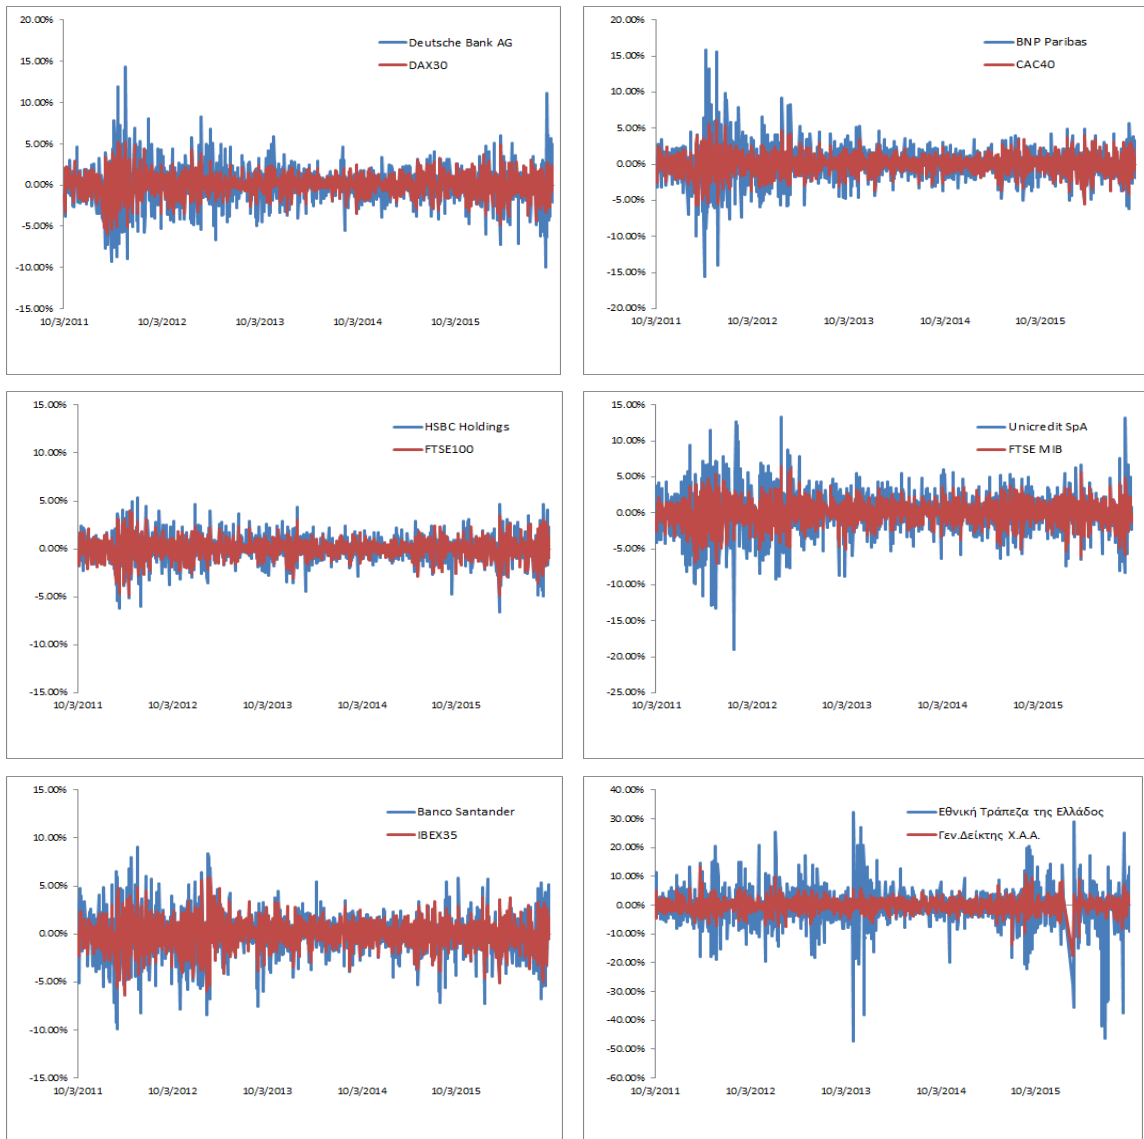 20.00%
15.00%
10.00%
5.00%
0.00%
-5.00%
-10.00%
-15.00%
Deutsche Bank AG
DAX30
10/3/2011 10/3/2012 10/3/2013 10/3/2014 10/3/2015
20.00%
15.00%
10.00%
5.00%
0.00%
-5.00%
-10.00%
-15.00%
-20.00%
BNP Paribas
CAC40
10/3/2011 10/3/2012 10/3/2013 10/3/2014 10/3/2015
15.00%
10.00%
5.00%
0.00%
-5.00%
-10.00%
-15.00%
HSBC Holdings
FTSE100
10/3/2011 10/3/2012 10/3/2013 10/3/2014 10/3/2015
15.00%
10.00%
5.00%
0.00%
-5.00%
-10.00%
-15.00%
-20.00%
-25.00%
Unicredit SpA
FTSE MIB
10/3/2011 10/3/2012 10/3/2013 10/3/2014 10/3/2015
15.00%
10.00%
5.00%
0.00%
-5.00%
-10.00%
-15.00%
Banco Santander
IBEX35
10/3/2011 10/3/2012 10/3/2013 10/3/2014 10/3/2015
40.00%
30.00%
20.00%
10.00%
0.00%
-10.00%
-20.00%
-30.00%
-40.00%
-50.00%
-60.00%
Εθνική Τράπεζα της Ελλάδος
Γεν.Δείκτης Χ.Α.Α.
10/3/2011 10/3/2012 10/3/2013 10/3/2014 10/3/2015